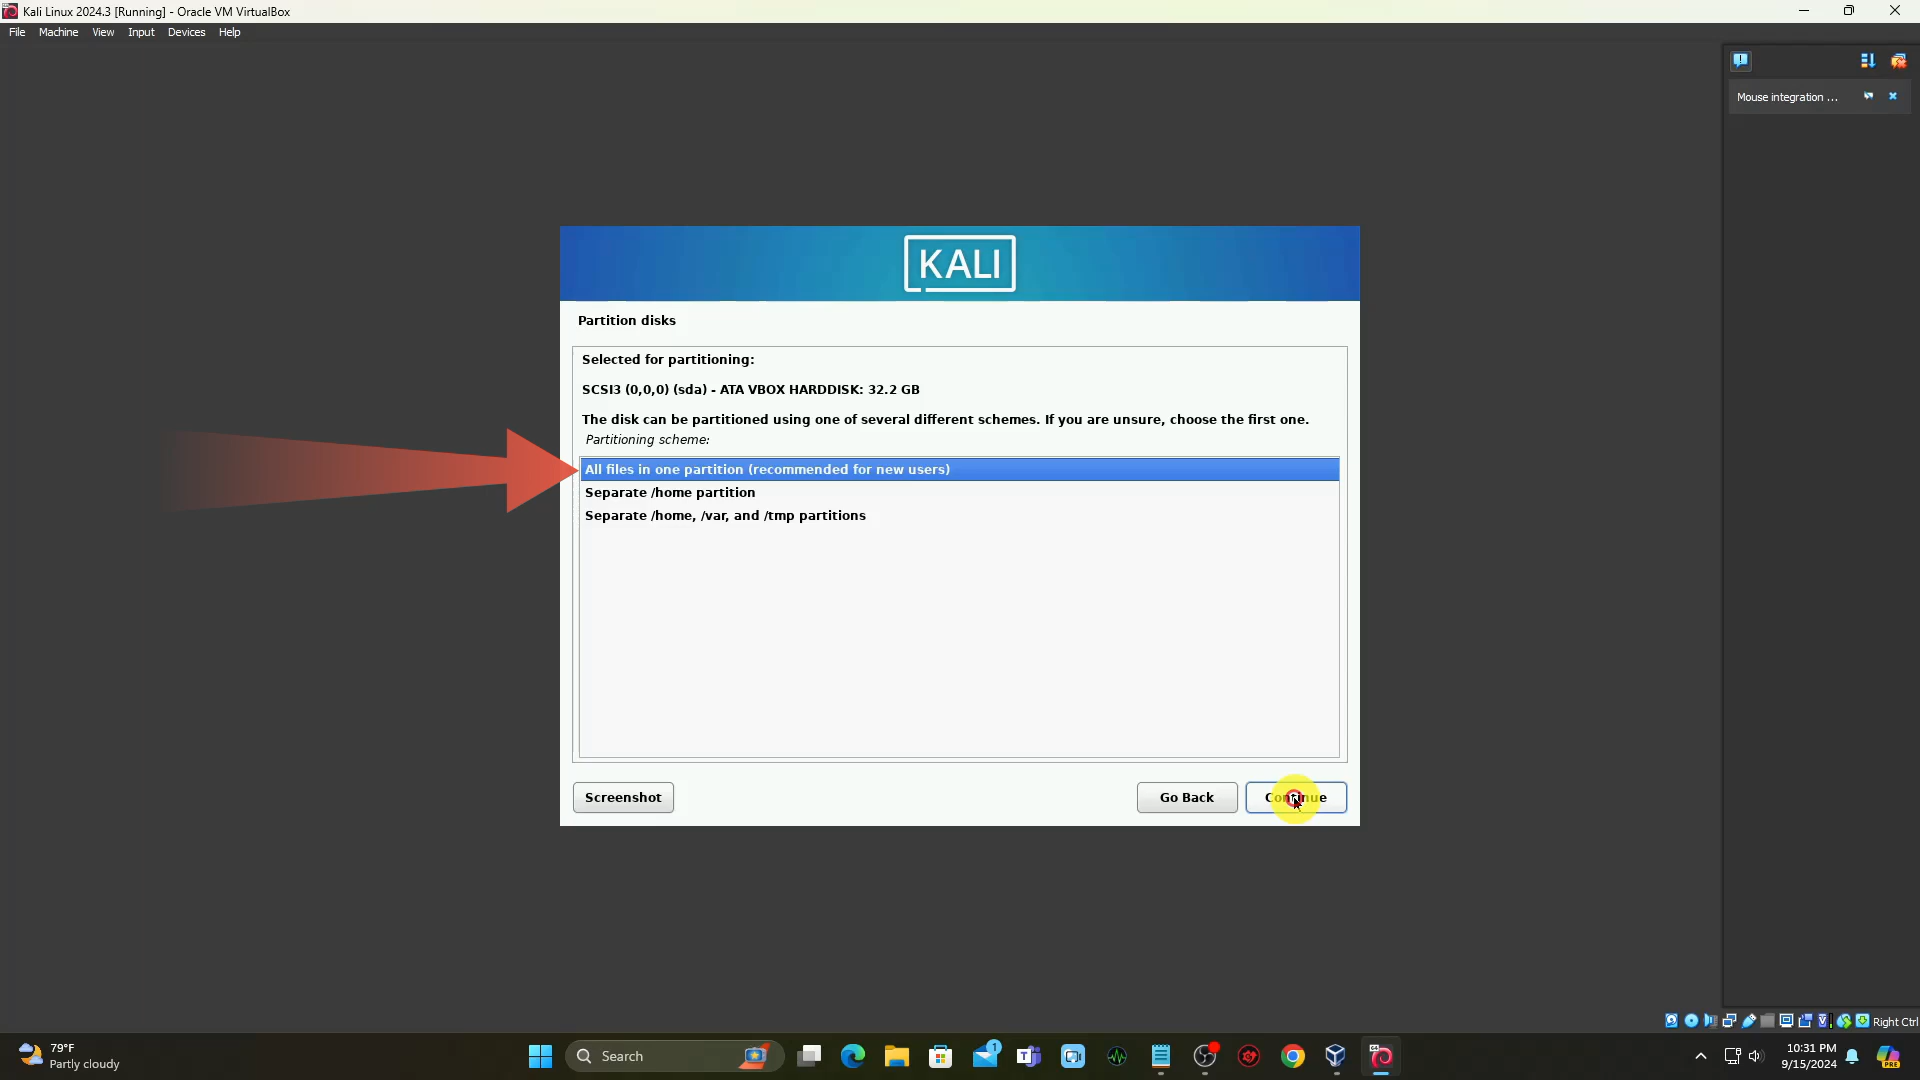 Kali Linux 2024.3 [Running] - Oracle VM VirtualBox
File Machine View Input Devices Help
Mouse integration ...
KALI
Partition disks
Selected for partitioning:
SCSI3 (0,0,0) (sda) - ATA VBOX HARDDISK: 32.2 GB
The disk can be partitioned using one of several different schemes. If you are unsure, choose the first one.
Partitioning scheme:
All files in one partition (recommended for new users)
Separate /home partition
Separate /home, /var, and /tmp partitions
Screenshot
Go Back
Continue
Right Ctrl
79°F
Partly cloudy
Search
1
10:31 PM
9/15/2024
PRE